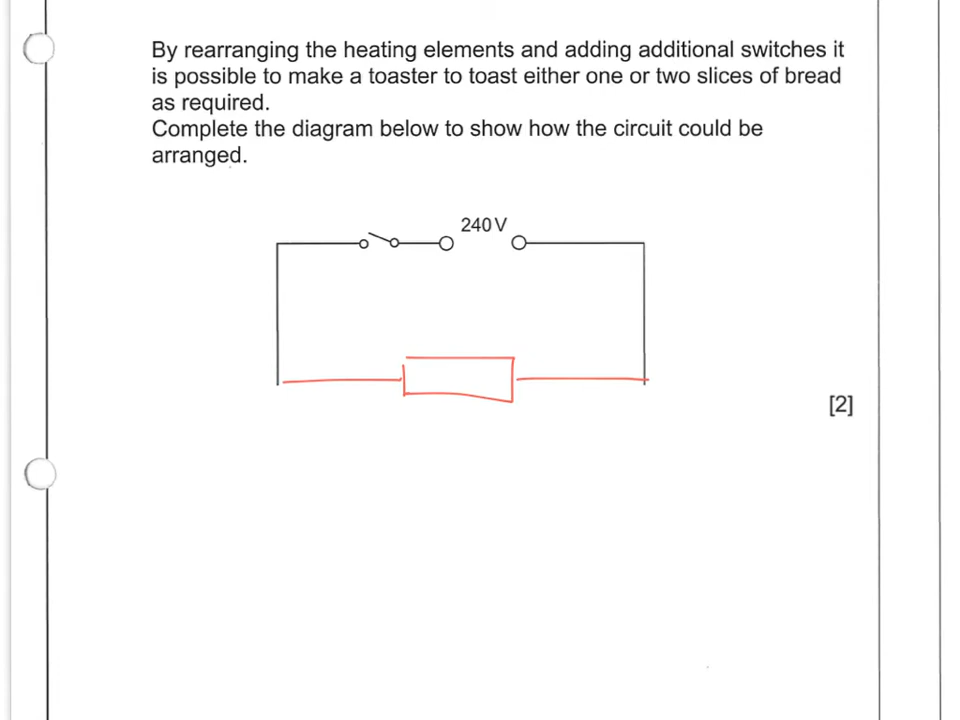 By rearranging the heating elements and adding additional switches it
is possible to make a toaster to toast either one or two slices of bread
as required.
Complete the diagram below to show how the circuit could be
arranged.
240V
[2]